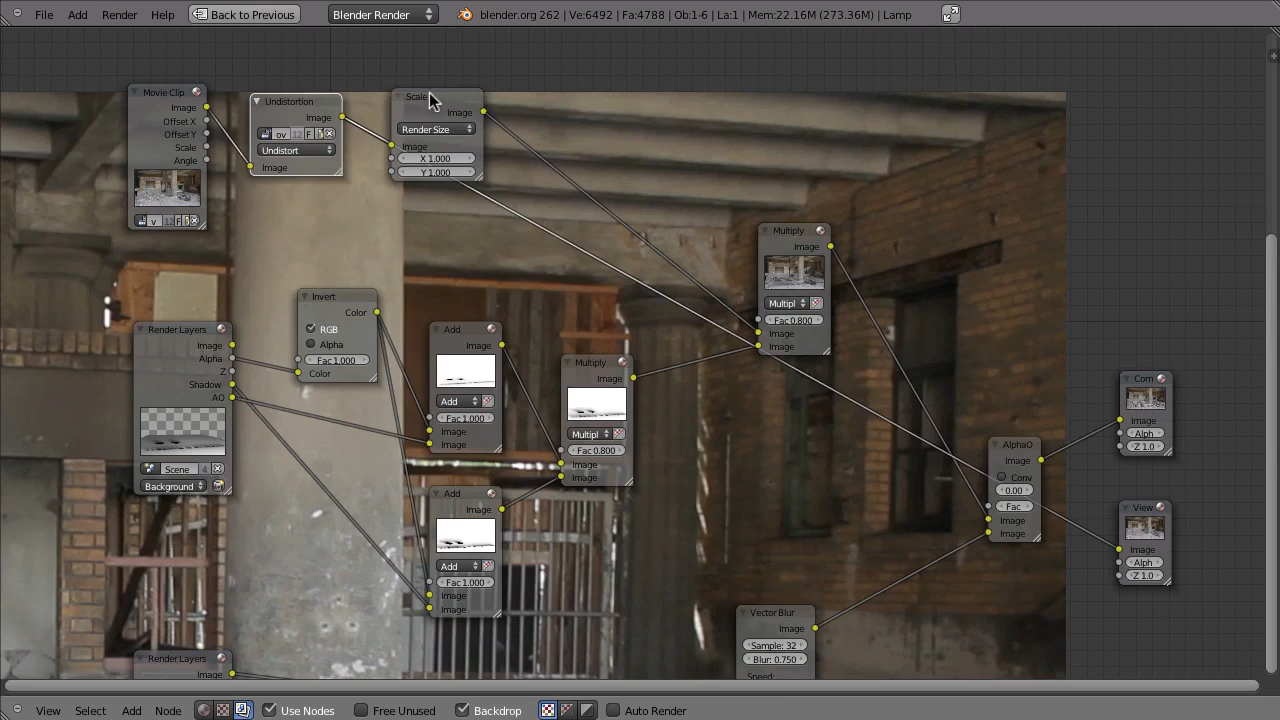 File Add Render Help Back to Previous Blender Render blender.org 262 | Ve:6492 | Fa:4788 | Ob:1-6 | La:1 | Mem:22.16M (273.36M) | Lamp
Movie Clip
Image
Offset X
Offset Y
Scale
Angle
v 12 F
Undistortion
Image
ov 12 F
Undistort
Image
Scale
Image
Render Size
Image
X 1.000
Y 1.000
Multiply
Image
Multipl
Fac 0.800
Image
Image
Invert
Color
RGB
Alpha
Fac 1.000
Color
Render Layers
Image
Alpha
Z
Shadow
AO
Scene 4
Background
Add
Image
Add
Fac 1.000
Image
Image
Multiply
Image
Multipl
Fac 0.800
Image
Image
Add
Image
Add
Fac 1.000
Image
Image
AlphaO
Image
Conv
0.00
Fac
Image
Image
Com
Image
Alph
Z 1.0
View
Image
Alph
Z 1.0
Vector Blur
Image
Sample: 32
Blur: 0.750
Speed:
Render Layers
Image
View Select Add Node Use Nodes Free Unused Backdrop Auto Render